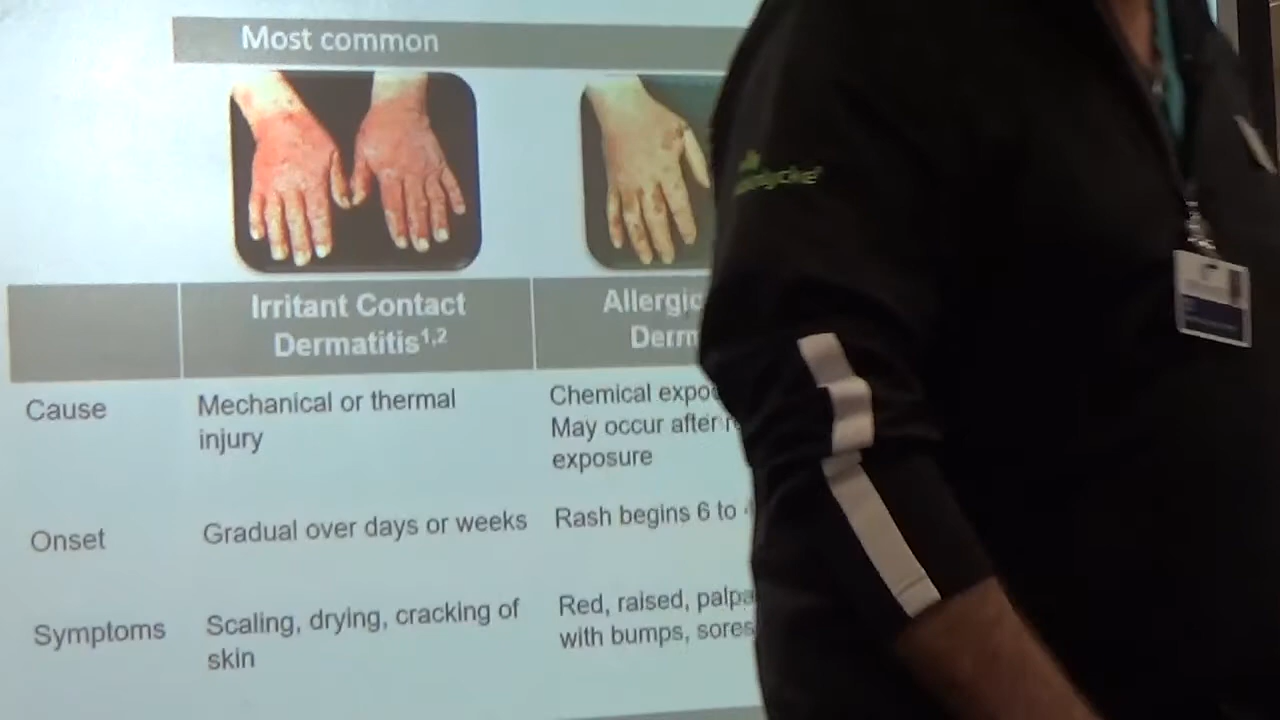 Most common
Irritant Contact
Dermatitis1,2
Allergic
Derm
Cause
Mechanical or thermal
injury
Chemical expo
May occur after r
exposure
Onset
Gradual over days or weeks
Rash begins 6 to
Symptoms
Scaling, drying, cracking of
skin
Red, raised, palpa
with bumps, sores